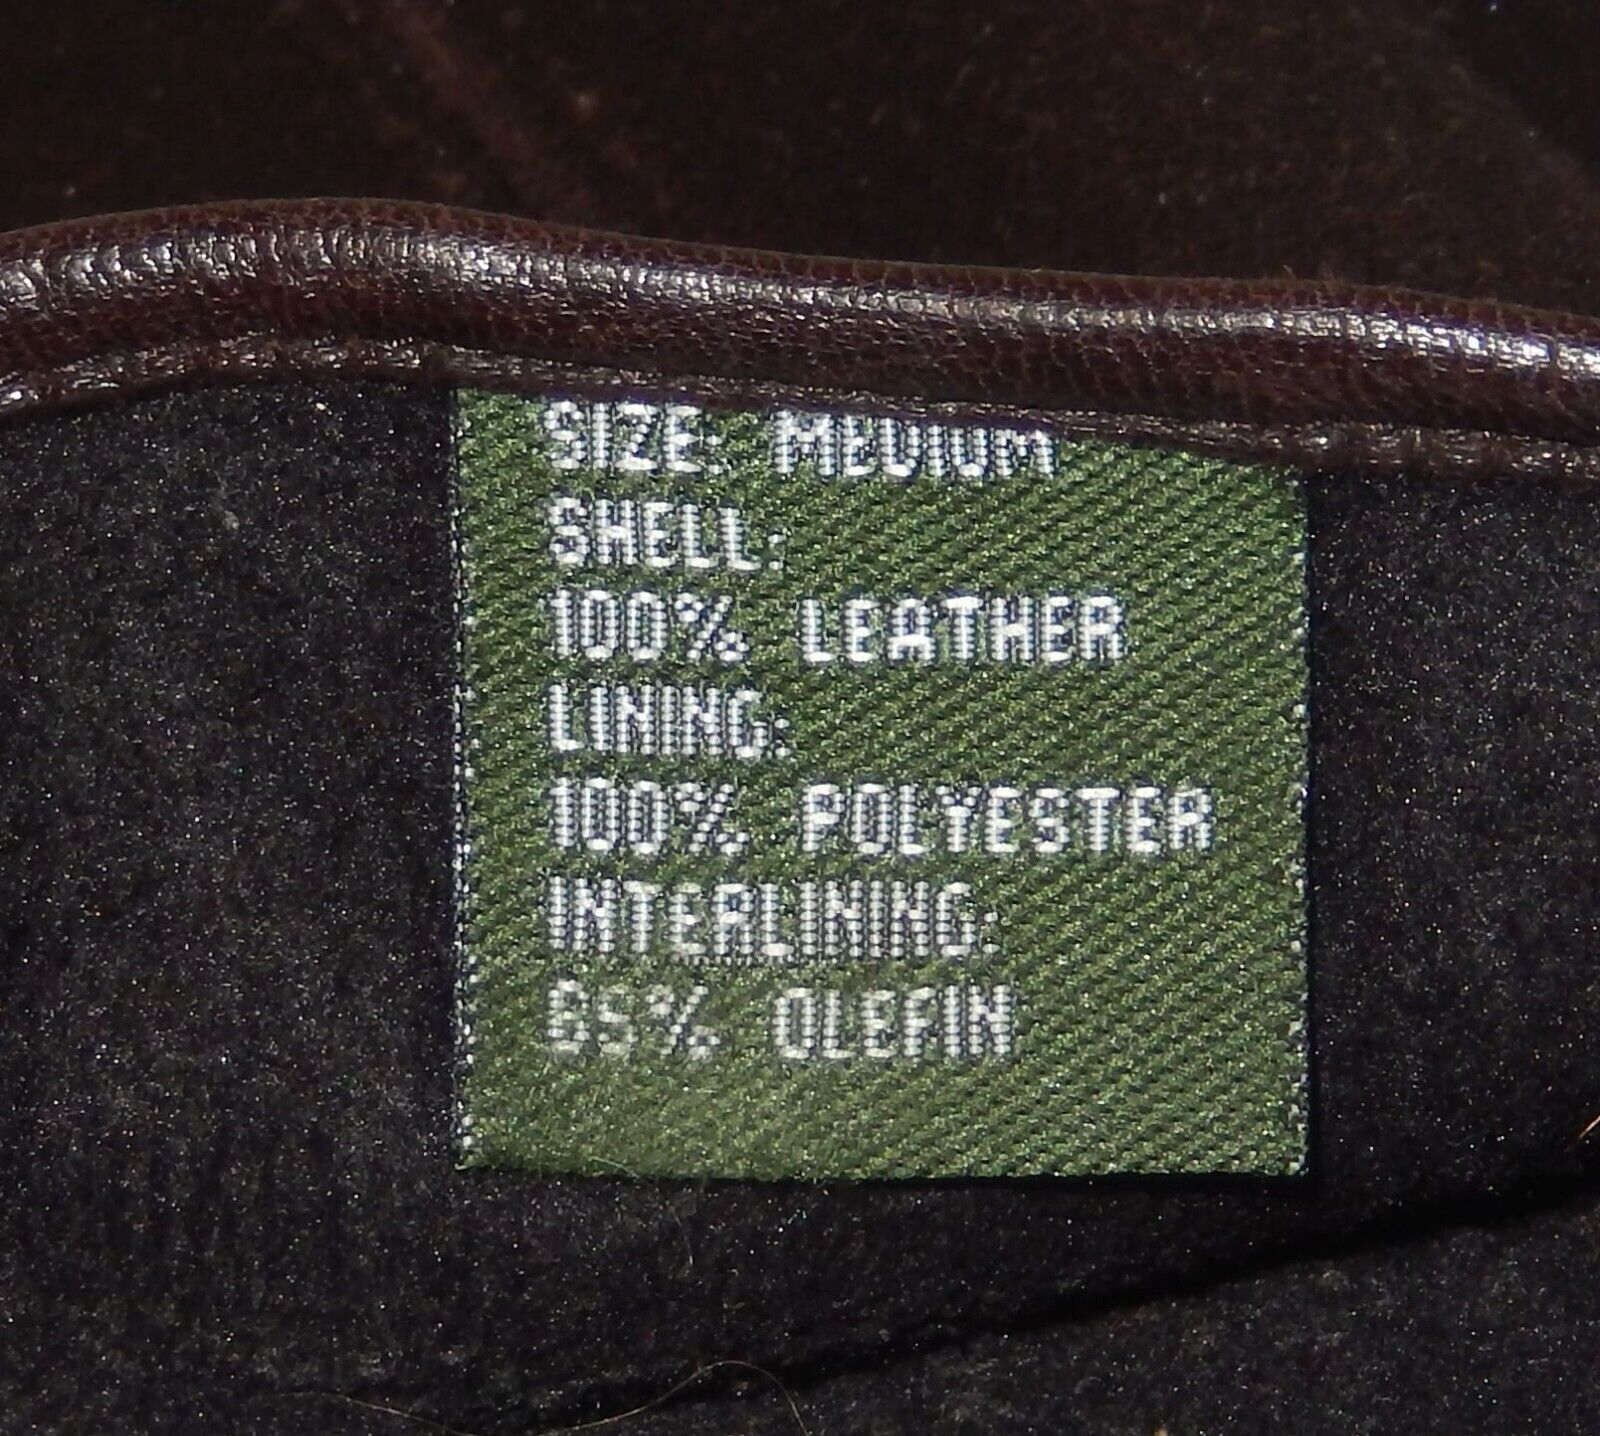 SIZE: MEDIUM
SHELL:
100% LEATHER
LINING:
100% POLYESTER
INTERLINING:
65% OLEFIN